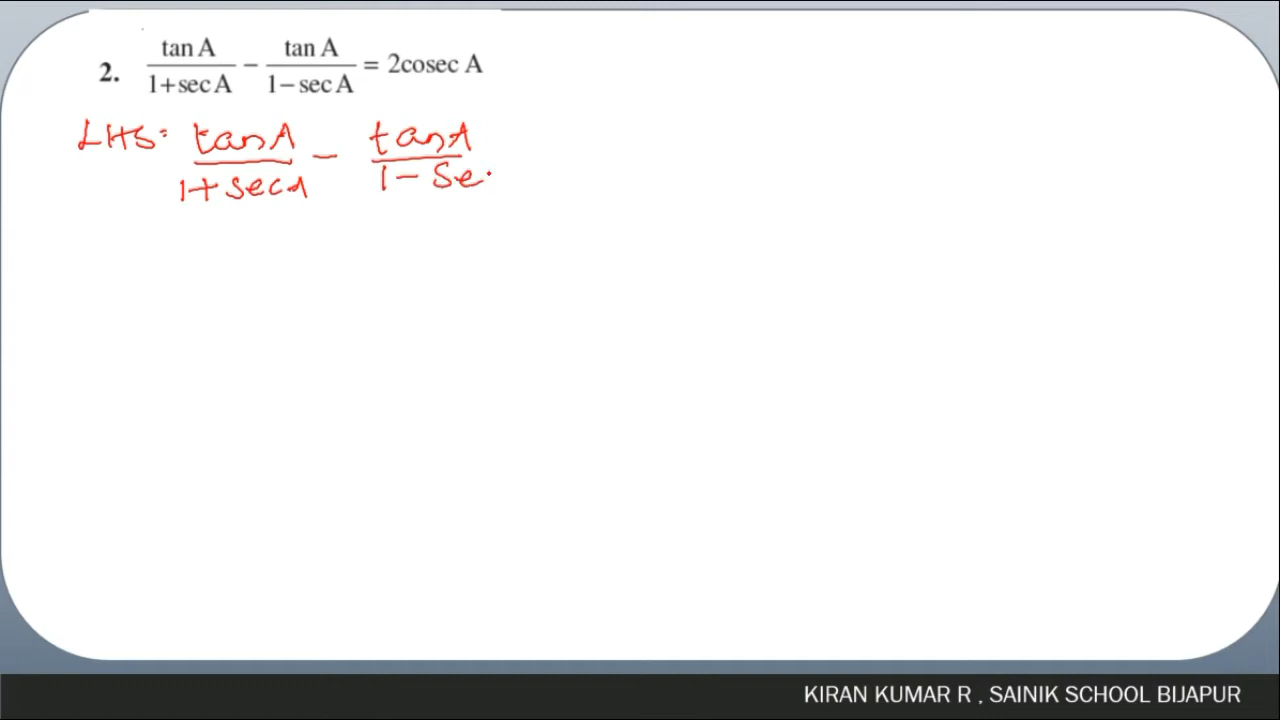 2. tan A / 1+sec A − tan A / 1−sec A = 2cosec A
LHS: tanA / 1+secA − tanA / 1−Se
KIRAN KUMAR R , SAINIK SCHOOL BIJAPUR